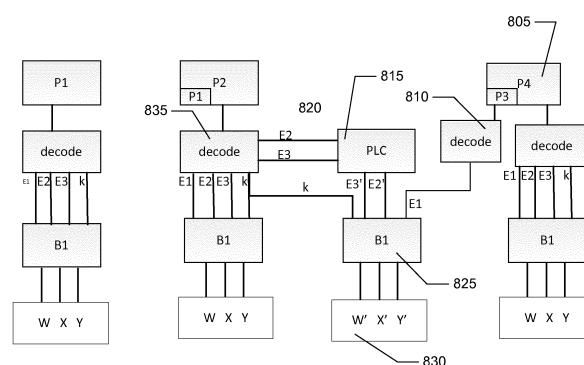 805
P1
P2
P1
835
820
815
810
P4
P3
decode
decode
E2
E3
PLC
decode
decode
E1 E2 E3 k
E1 E2 E3 k
k
E3' E2'
E1
E1 E2 E3 k
B1
B1
B1
B1
825
W X Y
W X Y
W' X' Y'
W X Y
830